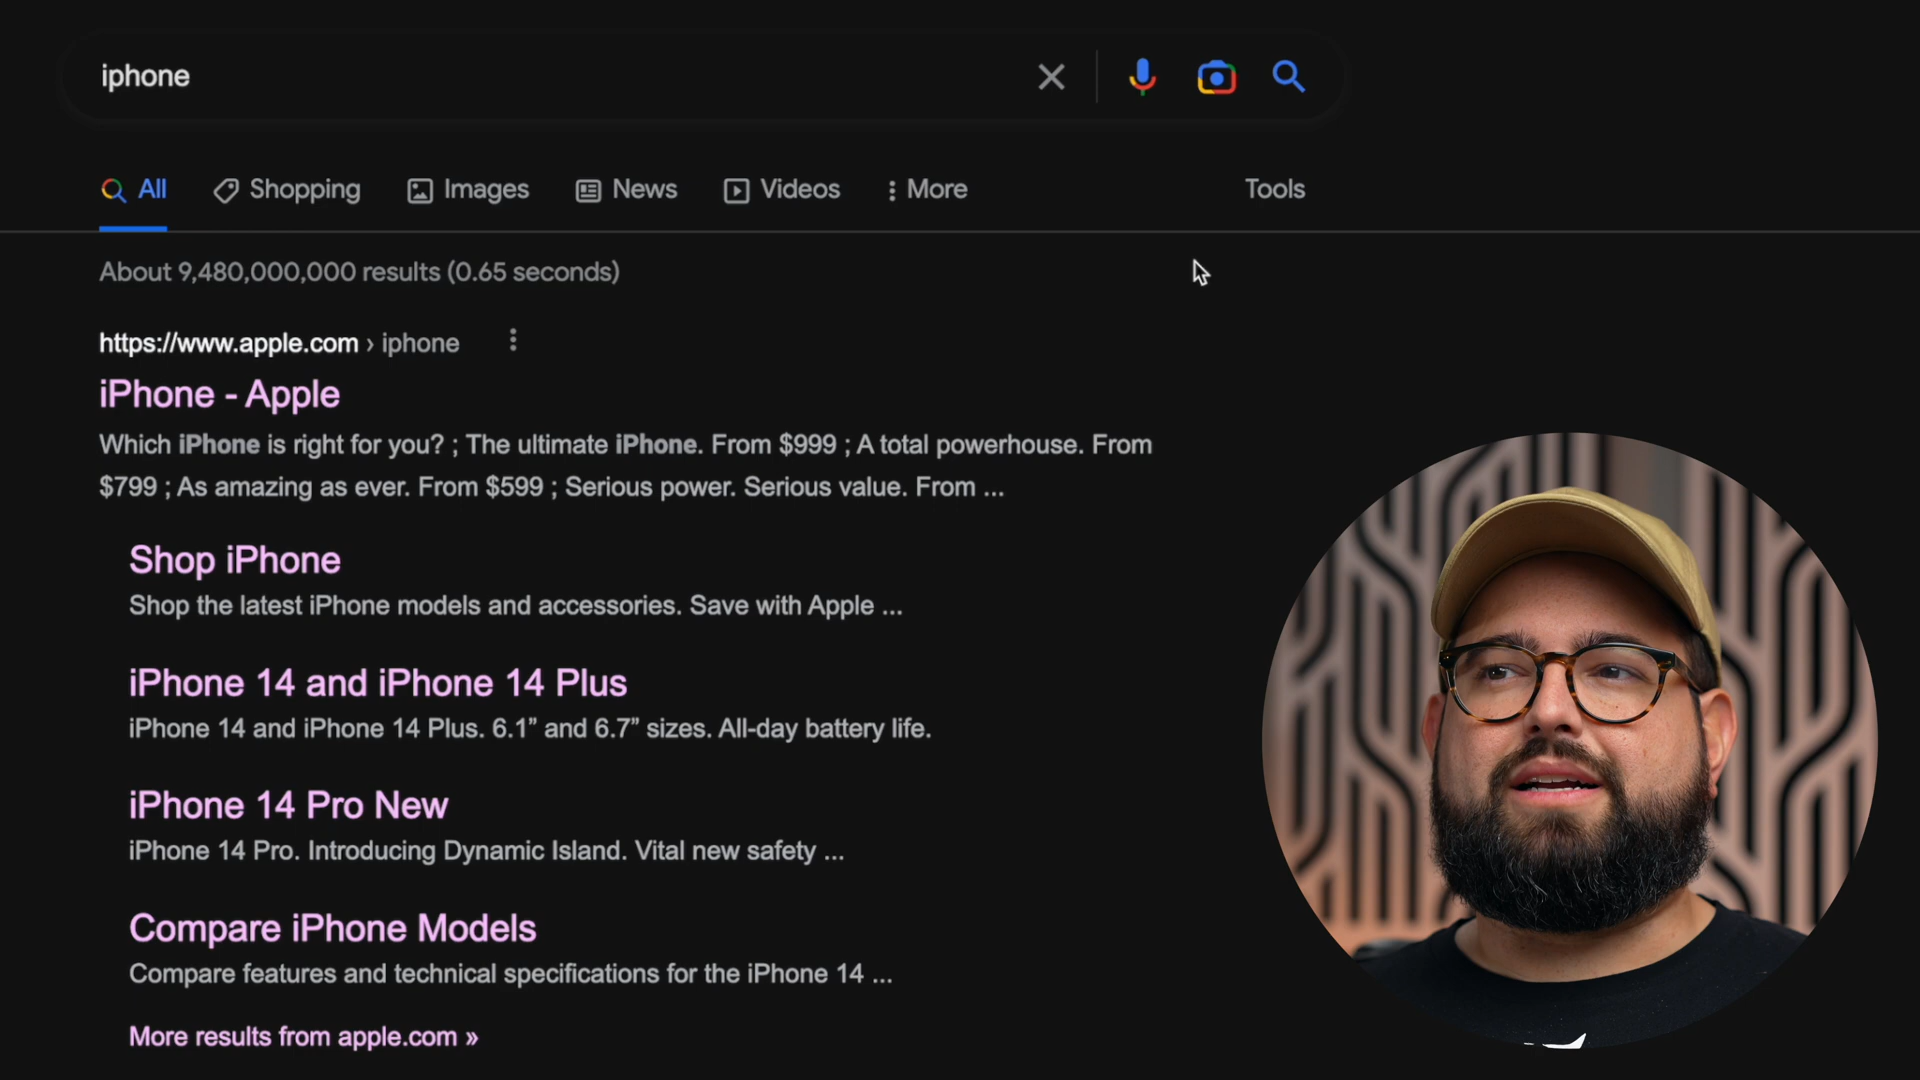 iphone
All Shopping Images News Videos More Tools
About 9,480,000,000 results (0.65 seconds)
https://www.apple.com › iphone
iPhone - Apple
Which iPhone is right for you? ; The ultimate iPhone. From $999 ; A total powerhouse. From
$799 ; As amazing as ever. From $599 ; Serious power. Serious value. From ...
Shop iPhone
Shop the latest iPhone models and accessories. Save with Apple ...
iPhone 14 and iPhone 14 Plus
iPhone 14 and iPhone 14 Plus. 6.1” and 6.7” sizes. All-day battery life.
iPhone 14 Pro New
iPhone 14 Pro. Introducing Dynamic Island. Vital new safety ...
Compare iPhone Models
Compare features and technical specifications for the iPhone 14 ...
More results from apple.com »